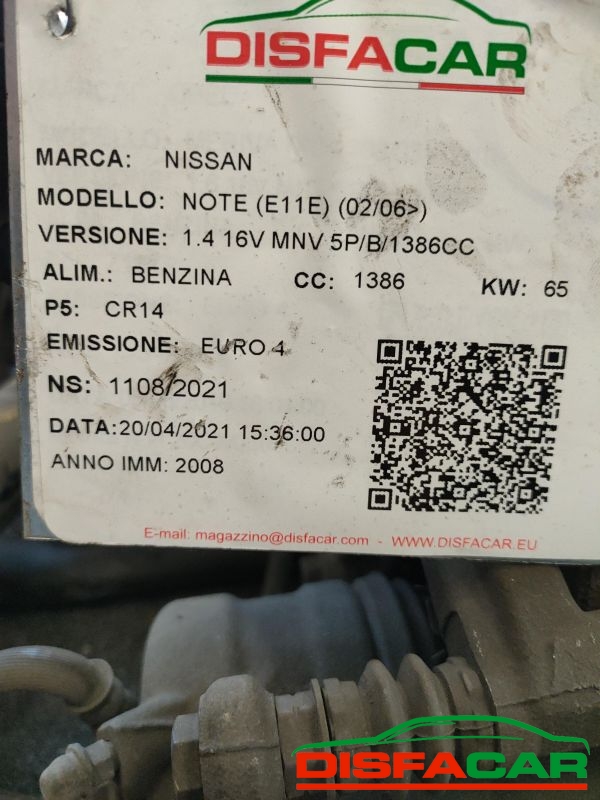 DISFACAR
MARCA: NISSAN
MODELLO: NOTE (E11E) (02/06>)
VERSIONE: 1.4 16V MNV 5P/B/1386CC
ALIM.: BENZINA CC: 1386 KW: 65
P5: CR14
EMISSIONE: EURO 4
NS: 1108/2021
DATA:20/04/2021 15:36:00
ANNO IMM: 2008
E-mail: magazzino@disfacar.com - WWW.DISFACAR.EU
DISFACAR